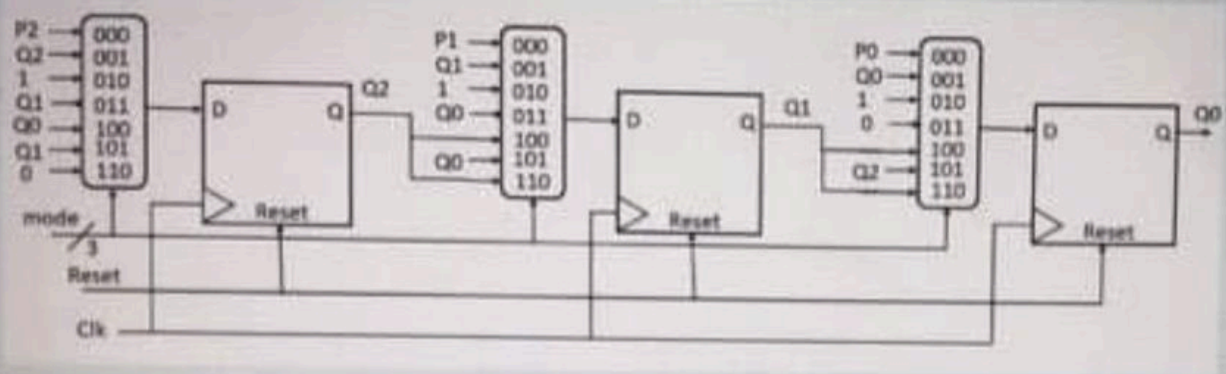 P2 000
Q2 001
1 010
Q1 011
Q0 100
Q1 101
0 110
D Q
Reset
Q2
P1 000
Q1 001
1 010
Q0 011
100
Q0 101
110
D Q
Reset
Q1
P0 000
Q0 001
1 010
0 011
100
Q2 101
110
D Q
Reset
Q0
mode
3
Reset
Clk